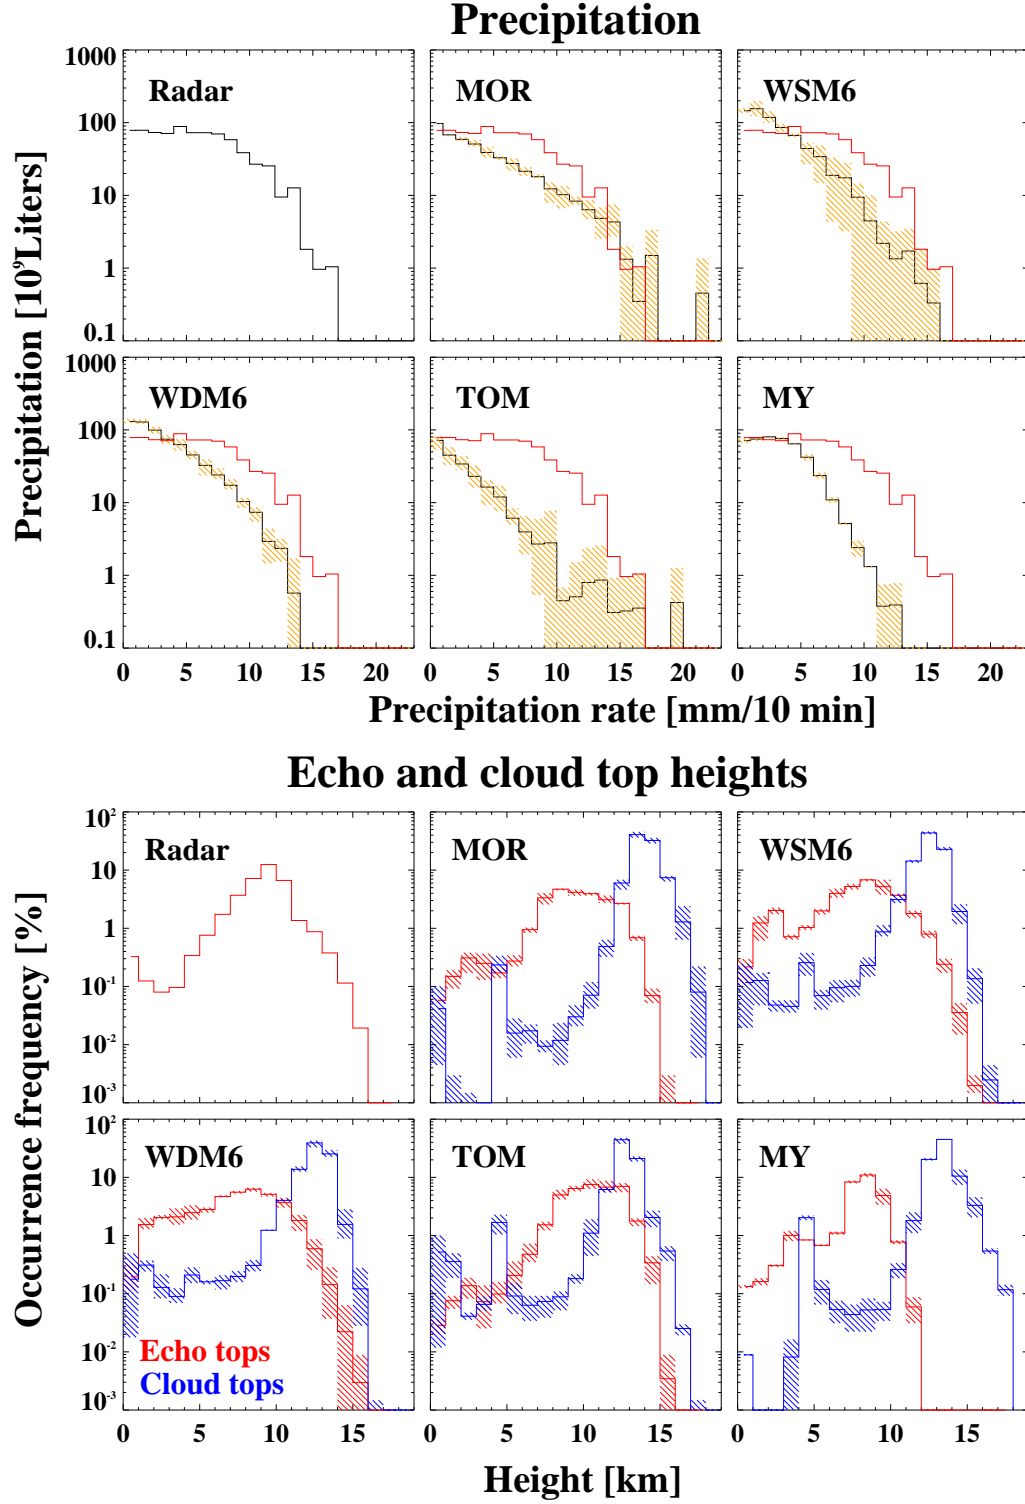 Precipitation
Precipitation [10⁹Liters]
1000
100
10
1
0.1
Radar
MOR
WSM6
1000
100
10
1
0.1
WDM6
TOM
MY
0 5 10 15 20 0 5 10 15 20 0 5 10 15 20
Precipitation rate [mm/10 min]
Echo and cloud top heights
Occurrence frequency [%]
10²
10
1
10⁻¹
10⁻²
10⁻³
Radar
MOR
WSM6
10²
10
1
10⁻¹
10⁻²
10⁻³
WDM6
TOM
MY
Echo tops
Cloud tops
0 5 10 15 0 5 10 15 0 5 10 15
Height [km]